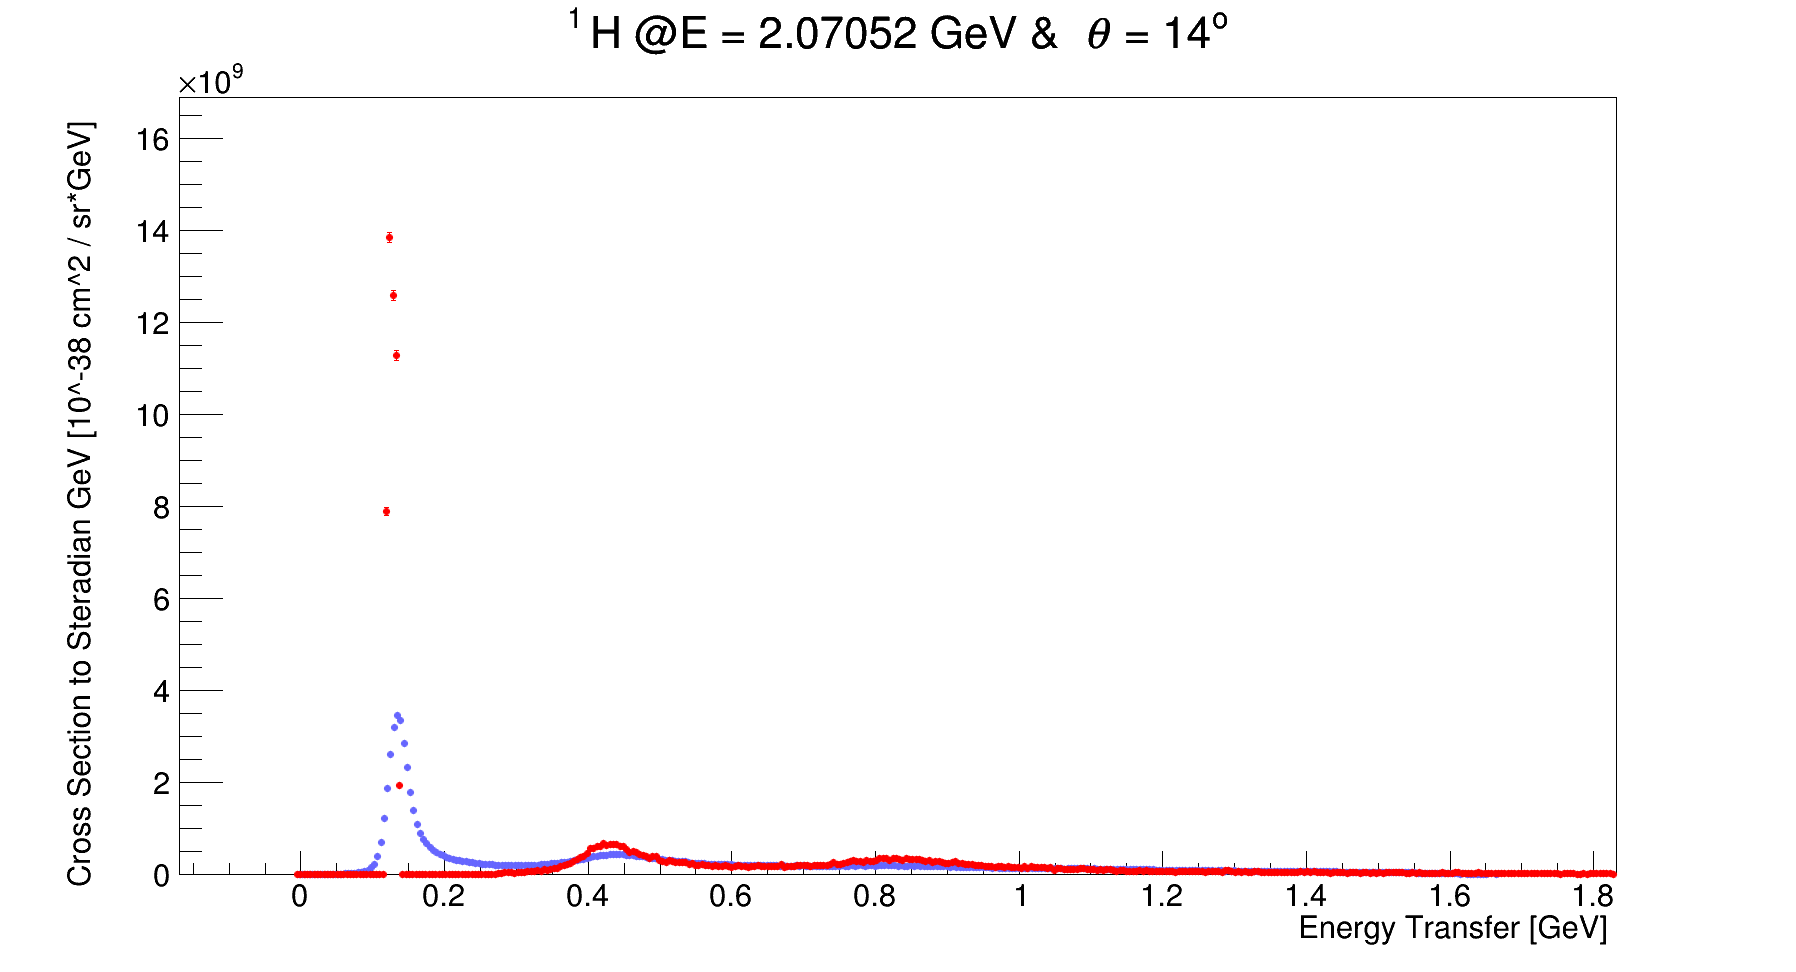 ¹ H @E = 2.07052 GeV & θ = 14°
×10⁹
Cross Section to Steradian GeV [10^-38 cm^2 / sr*GeV]
16
14
12
10
8
6
4
2
0
0 0.2 0.4 0.6 0.8 1 1.2 1.4 1.6 1.8
Energy Transfer [GeV]